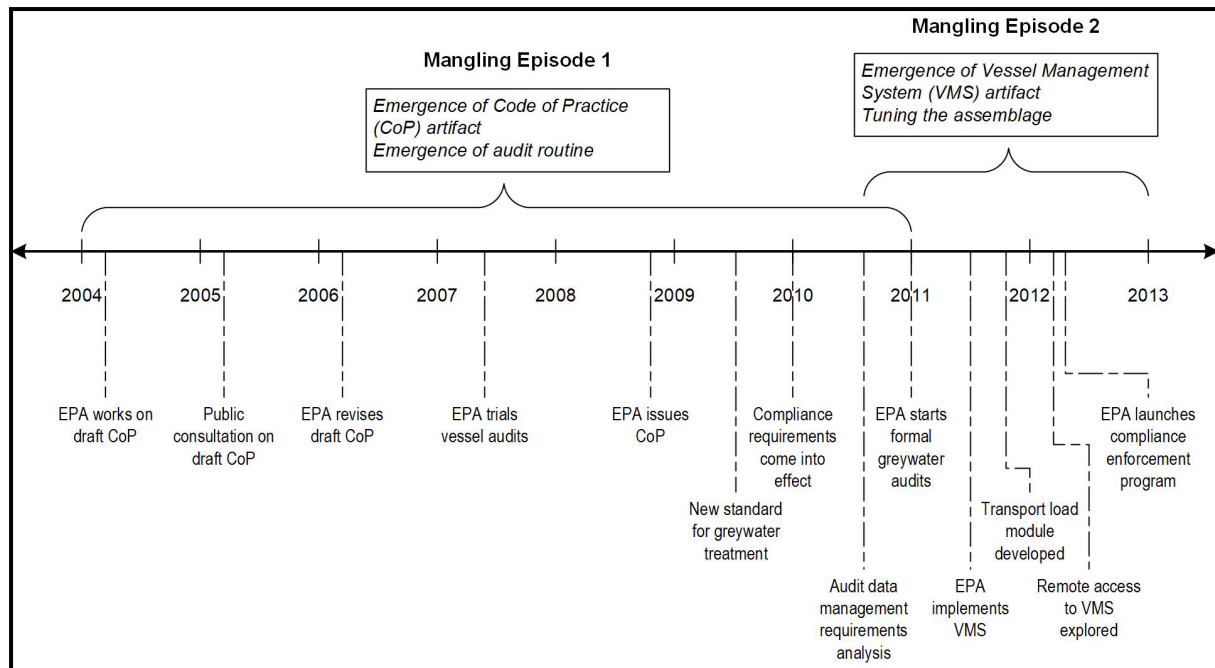 Mangling Episode 1
Mangling Episode 2
Emergence of Code of Practice
(CoP) artifact
Emergence of audit routine
Emergence of Vessel Management
System (VMS) artifact
Tuning the assemblage
2004 2005 2006 2007 2008 2009 2010 2011 2012 2013
EPA works on
draft CoP
Public
consultation on
draft CoP
EPA revises
draft CoP
EPA trials
vessel audits
EPA issues
CoP
New standard
for greywater
treatment
Compliance
requirements
come into
effect
Audit data
management
requirements
analysis
EPA starts
formal
greywater
audits
EPA
implements
VMS
Transport load
module
developed
Remote access
to VMS
explored
EPA launches
compliance
enforcement
program